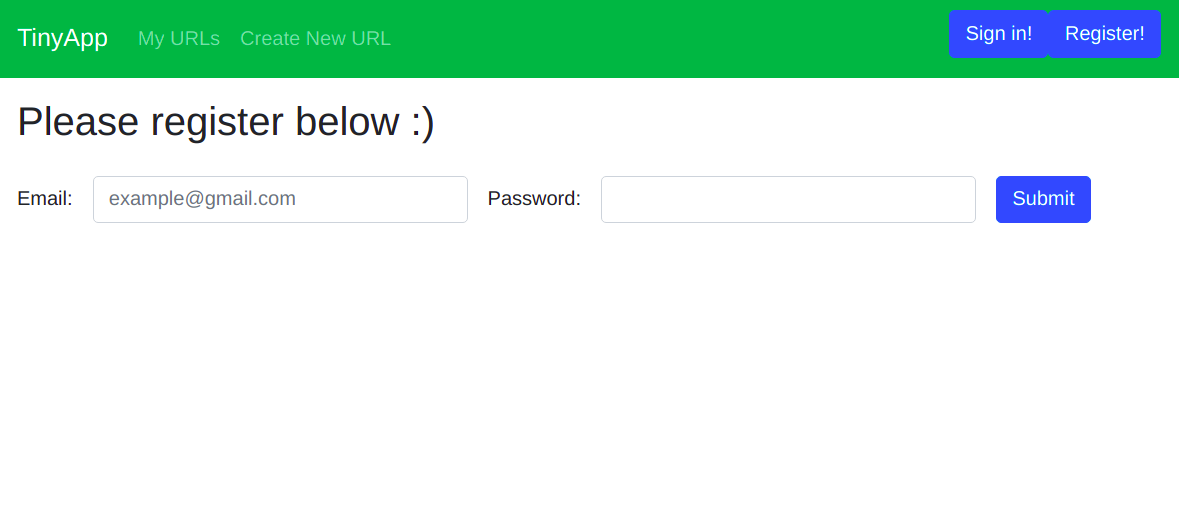 TinyApp My URLs Create New URL Sign in! Register!
Please register below :)
Email: example@gmail.com Password: Submit